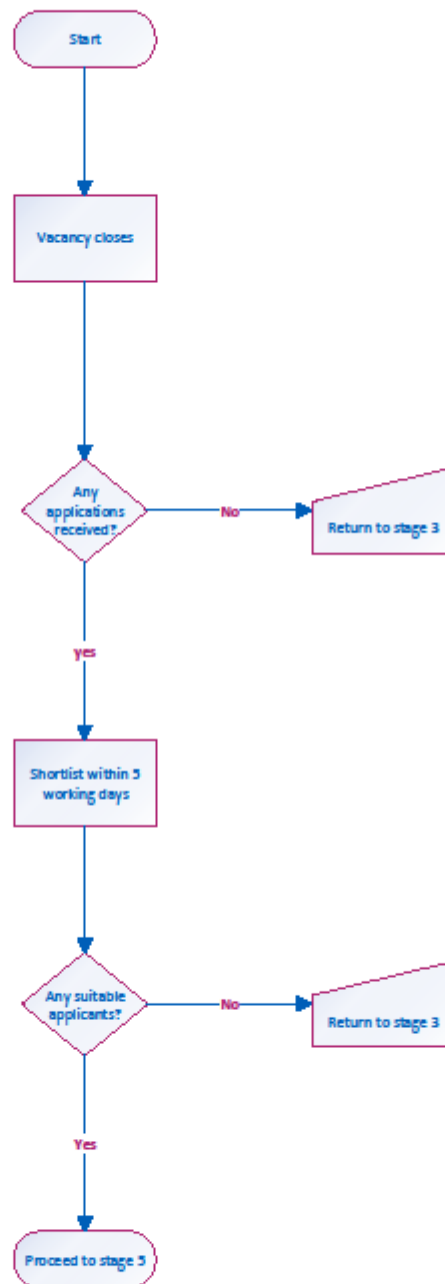 Start
Vacancy closes
Any
applications
received?
No
Return to stage 3
yes
Shortlist within 5
working days
Any suitable
applicants?
No
Return to stage 3
Yes
Proceed to stage 5